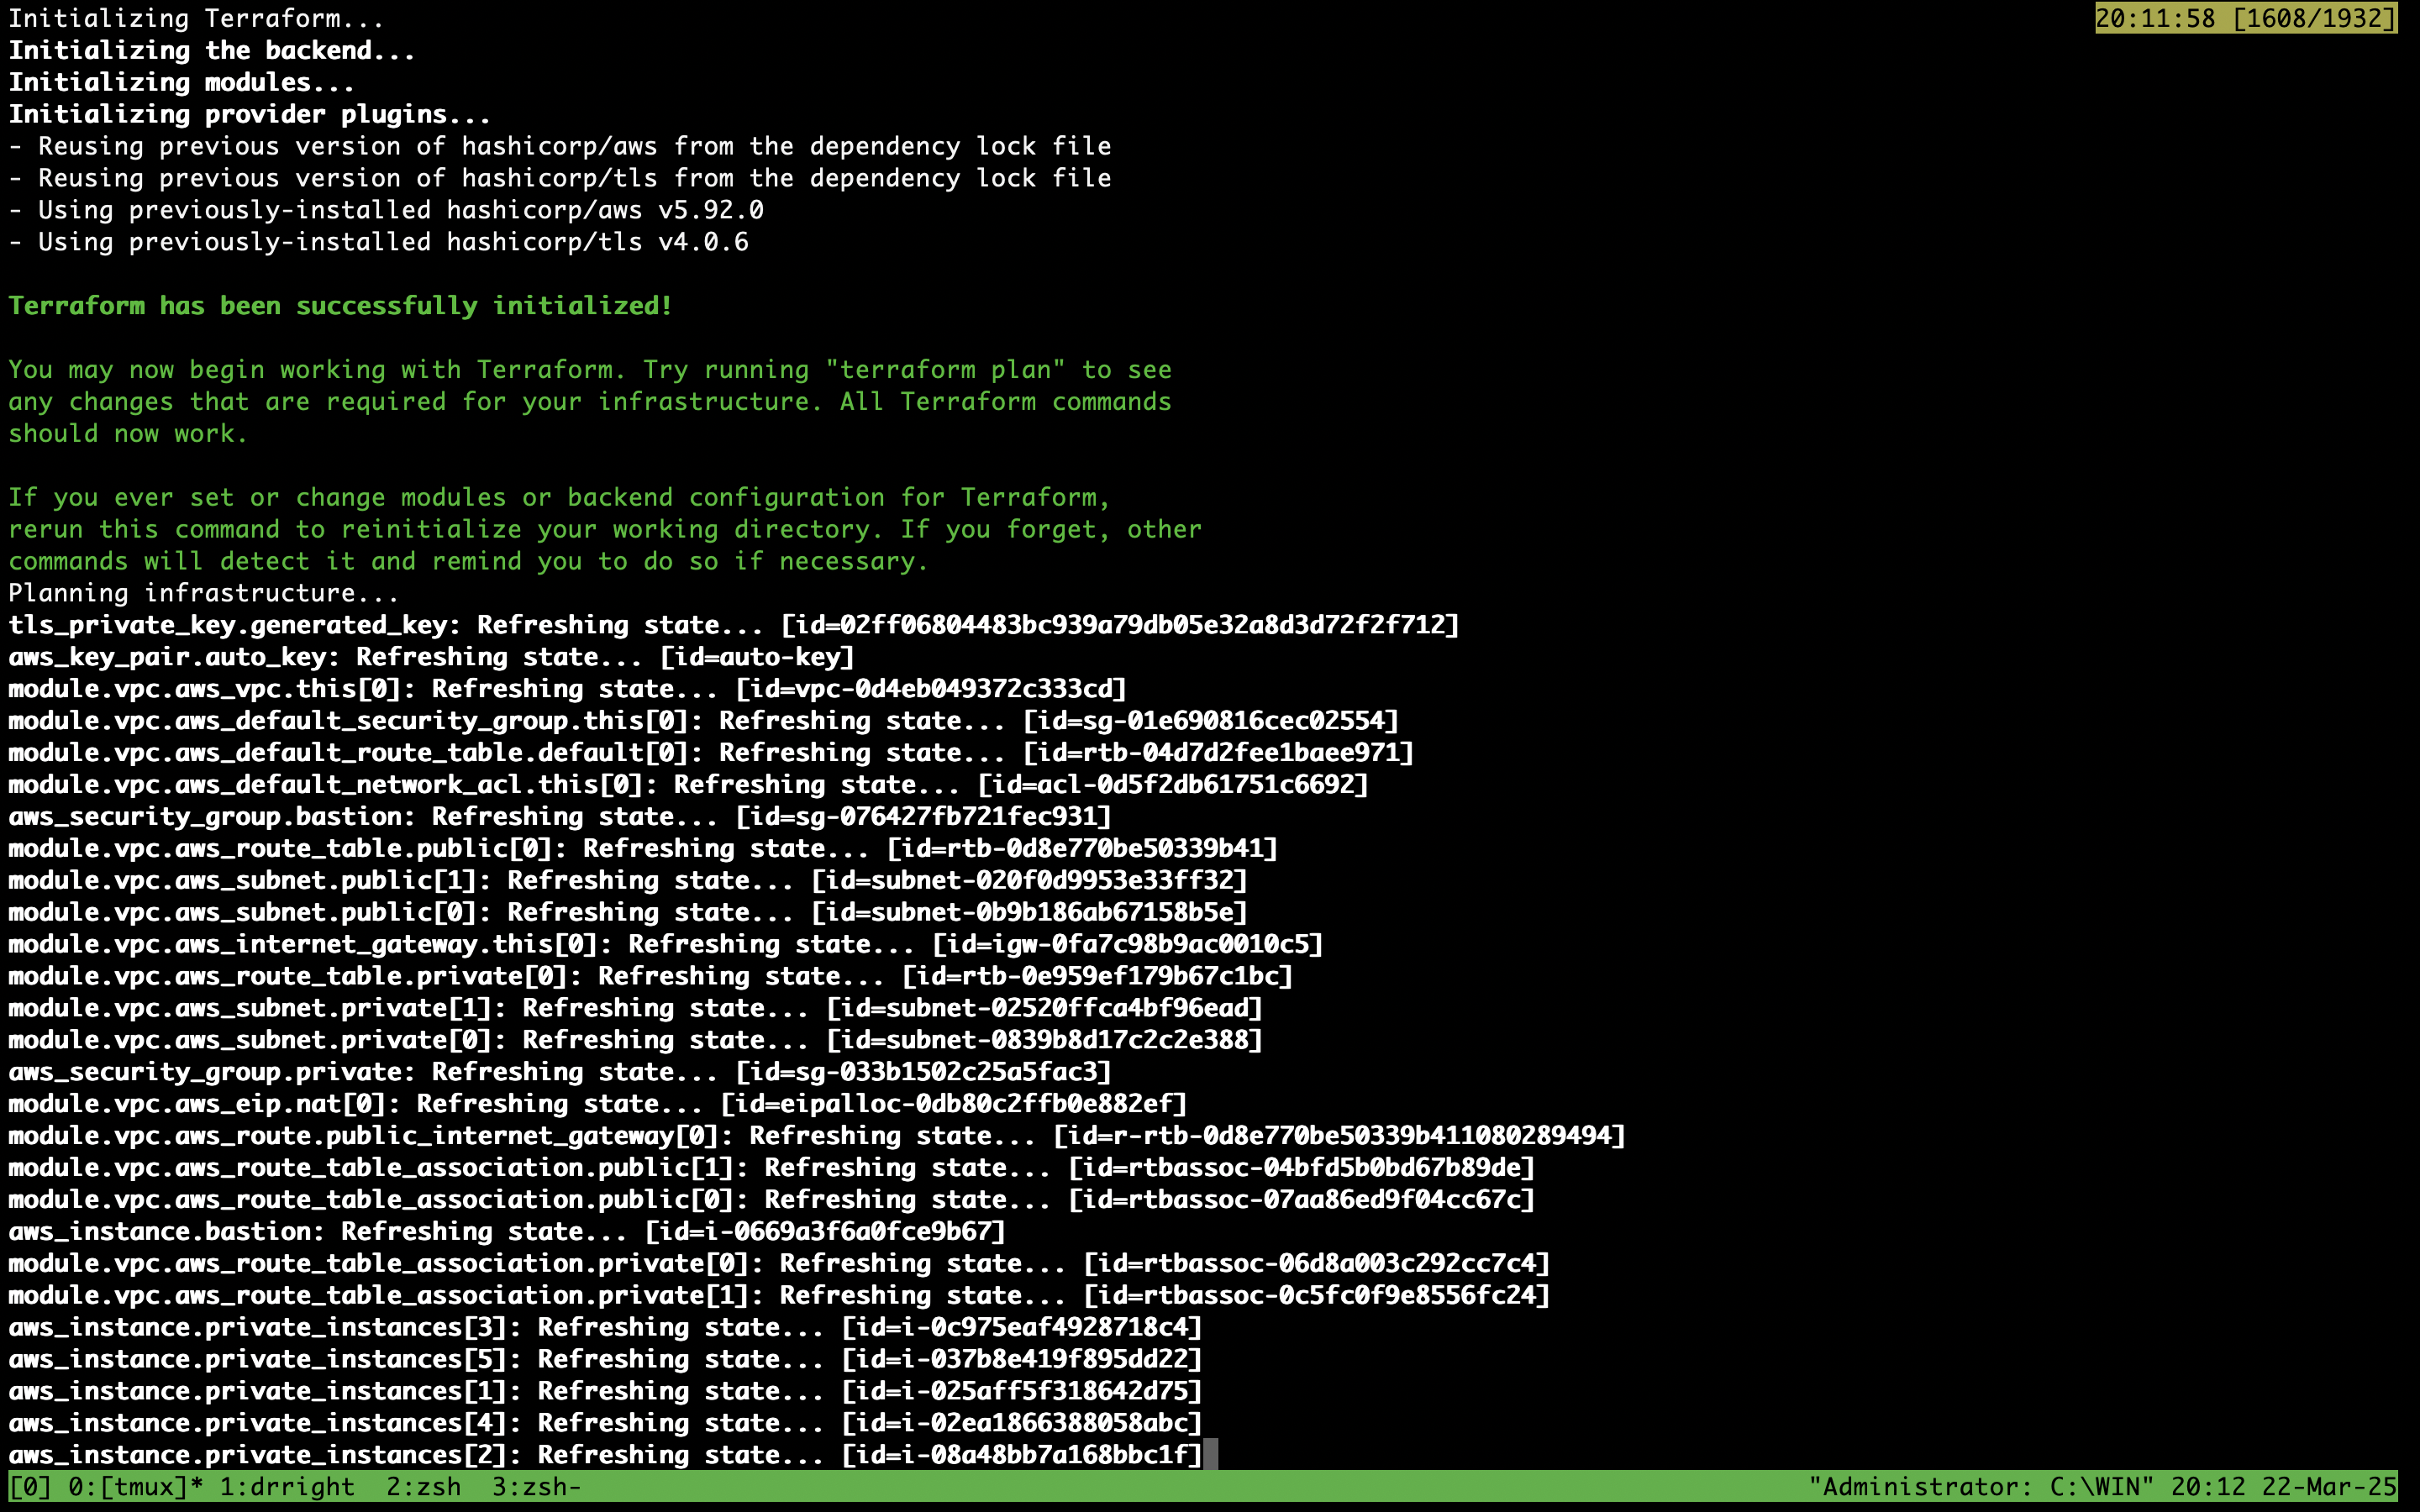 Initializing Terraform...
20:11:58 [1608/1932]
Initializing the backend...
Initializing modules...
Initializing provider plugins...
- Reusing previous version of hashicorp/aws from the dependency lock file
- Reusing previous version of hashicorp/tls from the dependency lock file
- Using previously-installed hashicorp/aws v5.92.0
- Using previously-installed hashicorp/tls v4.0.6
Terraform has been successfully initialized!
You may now begin working with Terraform. Try running "terraform plan" to see
any changes that are required for your infrastructure. All Terraform commands
should now work.
If you ever set or change modules or backend configuration for Terraform,
rerun this command to reinitialize your working directory. If you forget, other
commands will detect it and remind you to do so if necessary.
Planning infrastructure...
tls_private_key.generated_key: Refreshing state... [id=02ff06804483bc939a79db05e32a8d3d72f2f712]
aws_key_pair.auto_key: Refreshing state... [id=auto-key]
module.vpc.aws_vpc.this[0]: Refreshing state... [id=vpc-0d4eb049372c333cd]
module.vpc.aws_default_security_group.this[0]: Refreshing state... [id=sg-01e690816cec02554]
module.vpc.aws_default_route_table.default[0]: Refreshing state... [id=rtb-04d7d2fee1baee971]
module.vpc.aws_default_network_acl.this[0]: Refreshing state... [id=acl-0d5f2db61751c6692]
aws_security_group.bastion: Refreshing state... [id=sg-076427fb721fec931]
module.vpc.aws_route_table.public[0]: Refreshing state... [id=rtb-0d8e770be50339b41]
module.vpc.aws_subnet.public[1]: Refreshing state... [id=subnet-020f0d9953e33ff32]
module.vpc.aws_subnet.public[0]: Refreshing state... [id=subnet-0b9b186ab67158b5e]
module.vpc.aws_internet_gateway.this[0]: Refreshing state... [id=igw-0fa7c98b9ac0010c5]
module.vpc.aws_route_table.private[0]: Refreshing state... [id=rtb-0e959ef179b67c1bc]
module.vpc.aws_subnet.private[1]: Refreshing state... [id=subnet-02520ffca4bf96ead]
module.vpc.aws_subnet.private[0]: Refreshing state... [id=subnet-0839b8d17c2c2e388]
aws_security_group.private: Refreshing state... [id=sg-033b1502c25a5fac3]
module.vpc.aws_eip.nat[0]: Refreshing state... [id=eipalloc-0db80c2ffb0e882ef]
module.vpc.aws_route.public_internet_gateway[0]: Refreshing state... [id=r-rtb-0d8e770be50339b411080289494]
module.vpc.aws_route_table_association.public[1]: Refreshing state... [id=rtbassoc-04bfd5b0bd67b89de]
module.vpc.aws_route_table_association.public[0]: Refreshing state... [id=rtbassoc-07aa86ed9f04cc67c]
aws_instance.bastion: Refreshing state... [id=i-0669a3f6a0fce9b67]
module.vpc.aws_route_table_association.private[0]: Refreshing state... [id=rtbassoc-06d8a003c292cc7c4]
module.vpc.aws_route_table_association.private[1]: Refreshing state... [id=rtbassoc-0c5fc0f9e8556fc24]
aws_instance.private_instances[3]: Refreshing state... [id=i-0c975eaf4928718c4]
aws_instance.private_instances[5]: Refreshing state... [id=i-037b8e419f895dd22]
aws_instance.private_instances[1]: Refreshing state... [id=i-025aff5f318642d75]
aws_instance.private_instances[4]: Refreshing state... [id=i-02ea1866388058abc]
aws_instance.private_instances[2]: Refreshing state... [id=i-08a48bb7a168bbc1f]
[0] 0:[tmux]* 1:drright  2:zsh  3:zsh- "Administrator: C:\WIN" 20:12 22-Mar-25